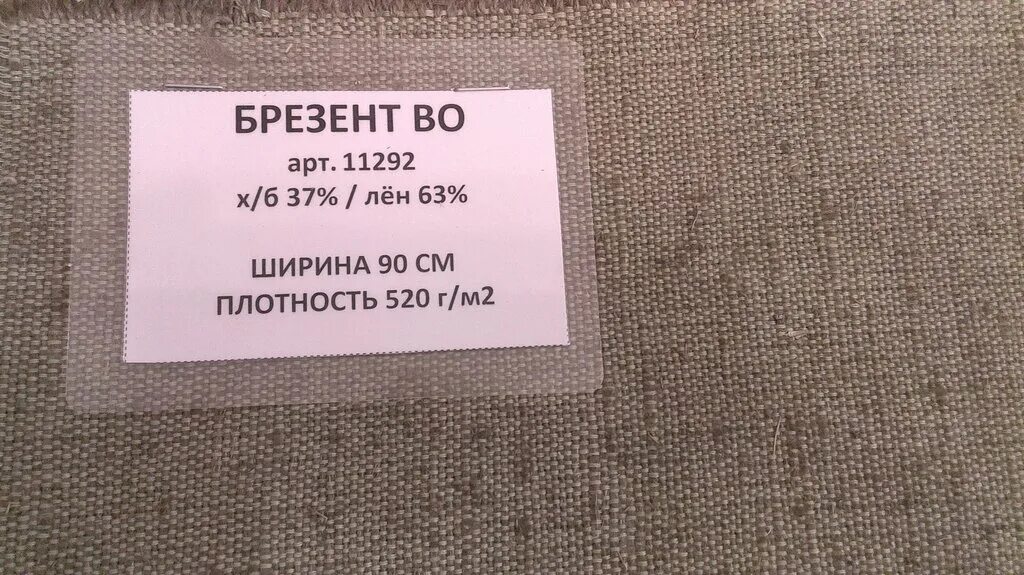 БРЕЗЕНТ ВО
арт. 11292
х/б 37% / лён 63%
ШИРИНА 90 СМ
ПЛОТНОСТЬ 520 г/м2